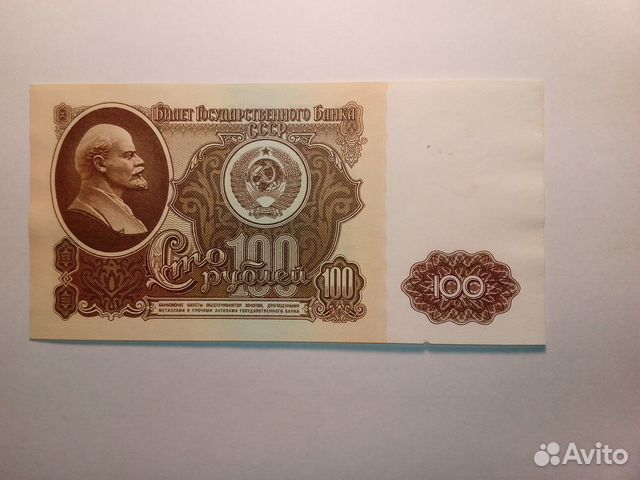 Билет Государственного Банка
СССР
100
Сто
рублей
100
100
БАНКОВСКИЕ БИЛЕТЫ ОБЕСПЕЧИВАЮТСЯ ЗОЛОТОМ, ДРАГОЦЕННЫМИ
МЕТАЛЛАМИ И ПРОЧИМИ АКТИВАМИ ГОСУДАРСТВЕННОГО БАНКА
Avito